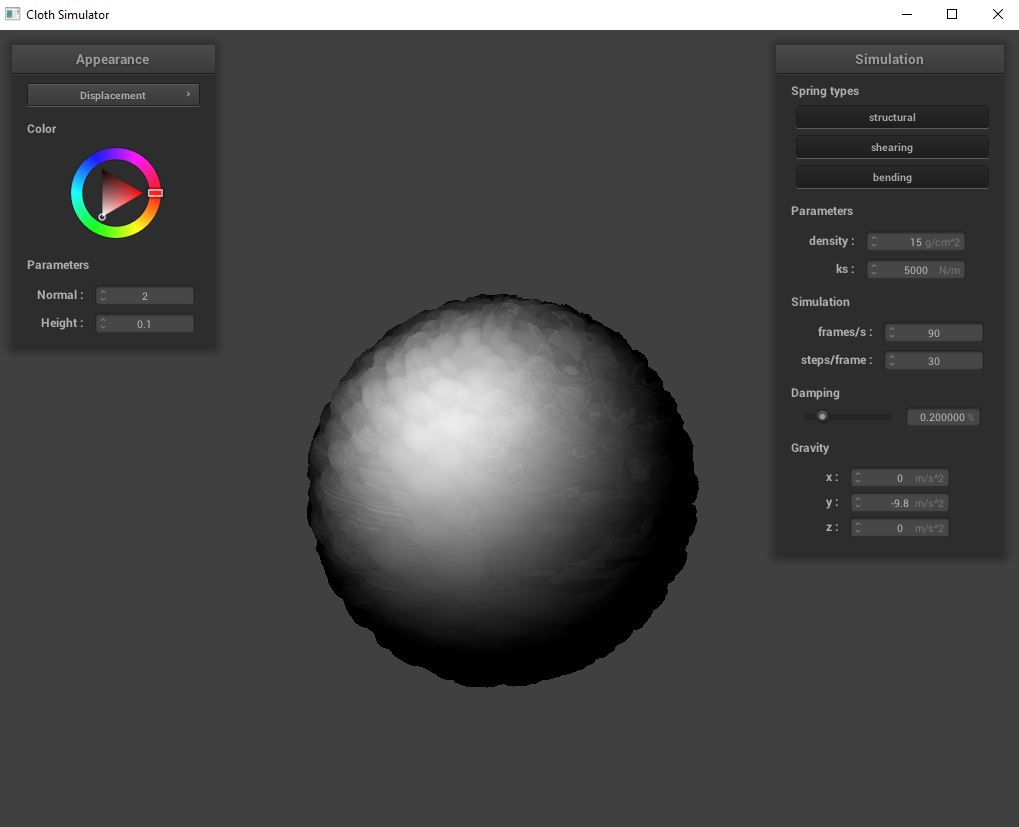 Cloth Simulator
Appearance
Displacement
Color
Parameters
Normal : 2
Height : 0.1
Simulation
Spring types
structural
shearing
bending
Parameters
density : 15 g/cm^2
ks : 5000 N/m
Simulation
frames/s : 90
steps/frame : 30
Damping
0.200000 %
Gravity
x : 0 m/s^2
y : -9.8 m/s^2
z : 0 m/s^2